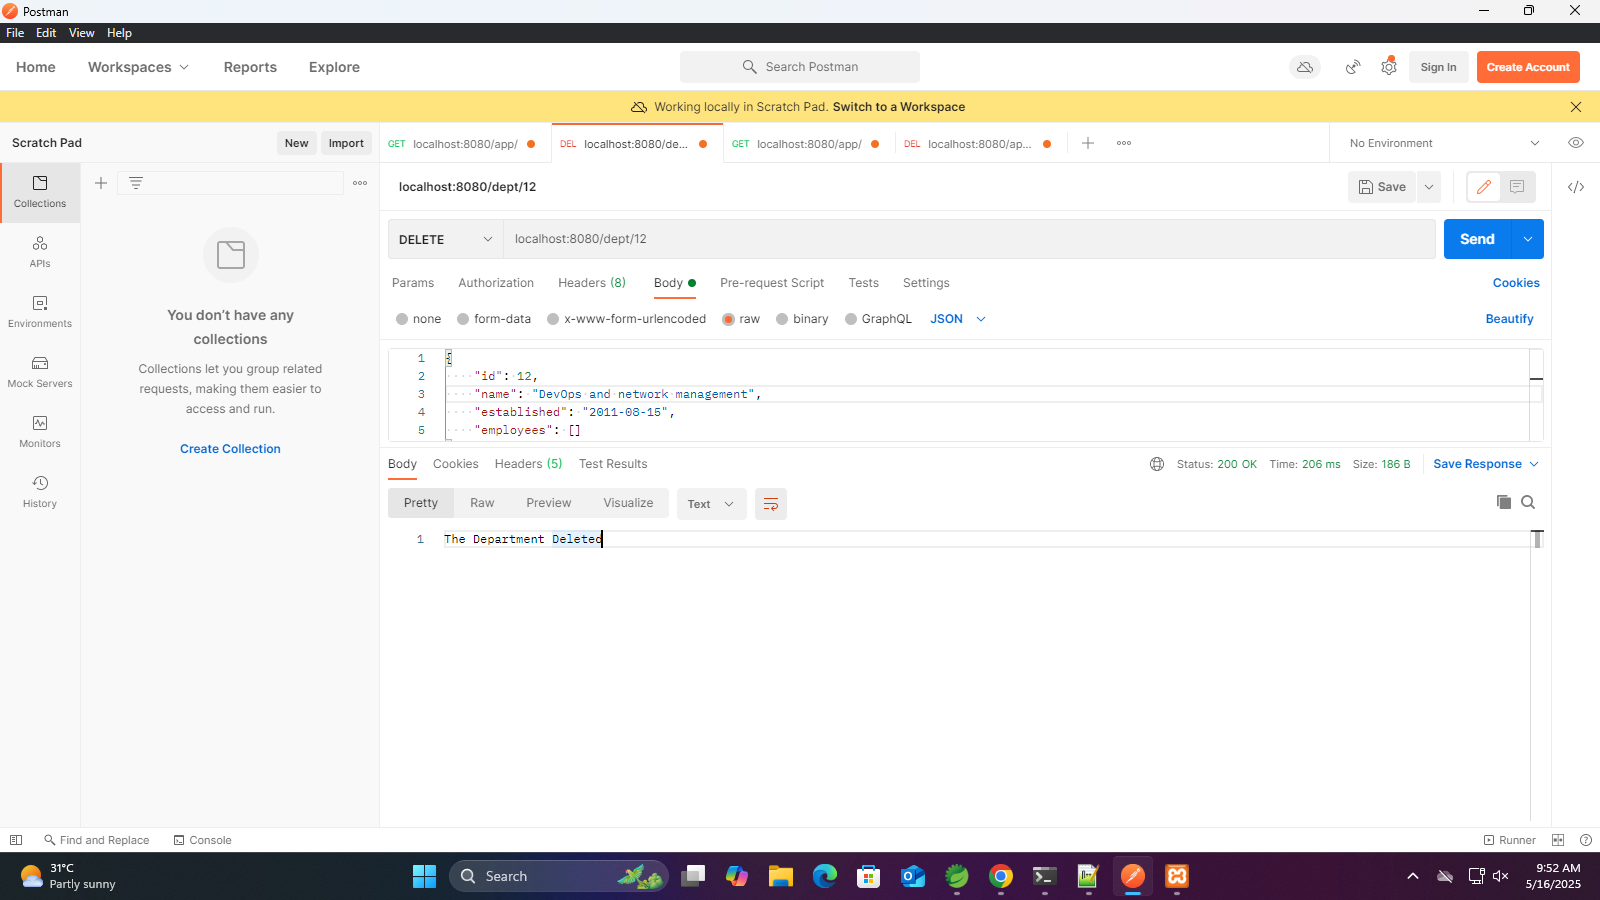 Postman
File Edit View Help
Home Workspaces Reports Explore
Search Postman
Sign In Create Account
Working locally in Scratch Pad. Switch to a Workspace
Scratch Pad
New Import
GET localhost:8080/app/
DEL localhost:8080/de...
GET localhost:8080/app/
DEL localhost:8080/ap...
No Environment
Collections
APIs
Environments
Mock Servers
Monitors
History
You don't have any
collections
Collections let you group related
requests, making them easier to
access and run.
Create Collection
localhost:8080/dept/12
Save
DELETE localhost:8080/dept/12
Send
Params Authorization Headers (8) Body Pre-request Script Tests Settings
Cookies
none form-data x-www-form-urlencoded raw binary GraphQL JSON
Beautify
1 {
2 "id": 12,
3 "name": "DevOps and network management",
4 "established": "2011-08-15",
5 "employees": []
Body Cookies Headers (5) Test Results
Status: 200 OK Time: 206 ms Size: 186 B Save Response
Pretty Raw Preview Visualize Text
1 The Department Deleted
Find and Replace Console
Runner
31°C
Partly sunny
Search
9:52 AM
5/16/2025